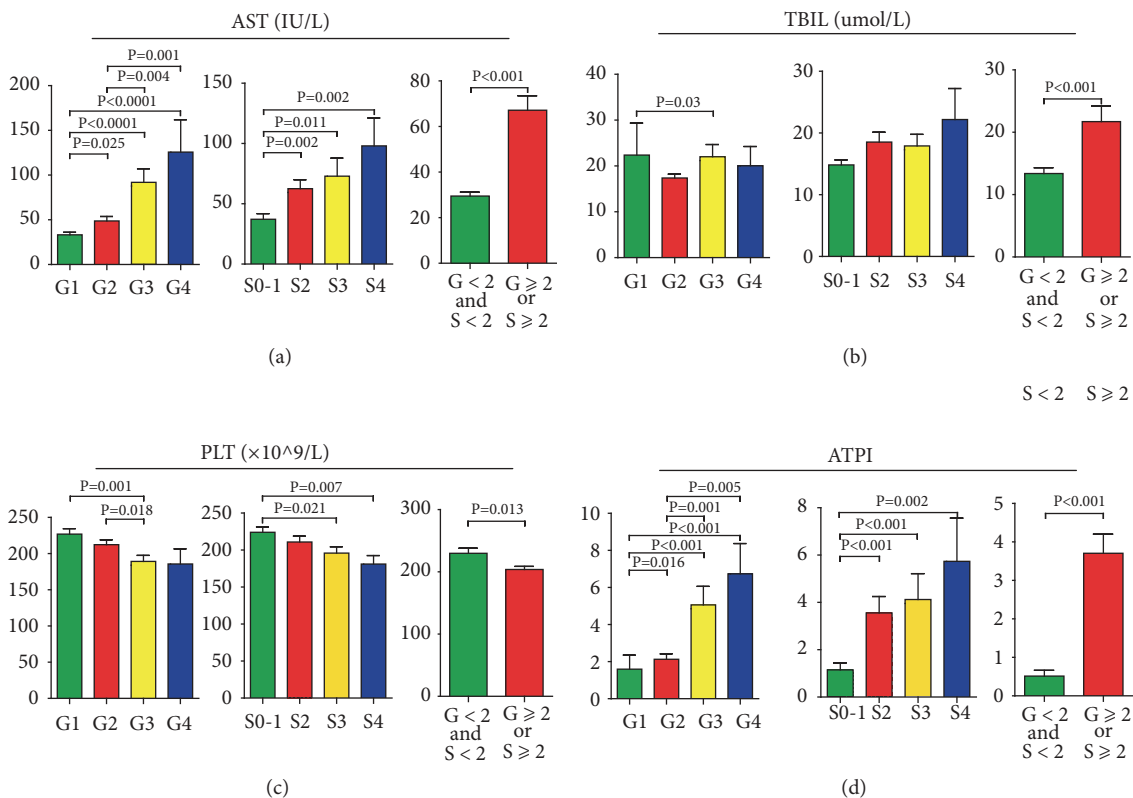 AST (IU/L)
P=0.001
P=0.004
P<0.0001
P<0.0001
P=0.025
200
150
100
50
0
G1 G2 G3 G4
P=0.002
P=0.011
P=0.002
150
100
50
0
S0-1 S2 S3 S4
P<0.001
80
60
40
20
0
G < 2 G ⩾ 2
and or
S < 2 S ⩾ 2
(a)
TBIL (umol/L)
P=0.03
40
30
20
10
0
G1 G2 G3 G4
40
30
20
10
0
S0-1 S2 S3 S4
P<0.001
30
20
10
0
G < 2 G ⩾ 2
and or
S < 2 S ⩾ 2
(b)
S < 2 S ⩾ 2
PLT (×10^9/L)
P=0.001
P=0.018
250
200
150
100
50
0
G1 G2 G3 G4
P=0.007
P=0.021
250
200
150
100
50
0
S0-1 S2 S3 S4
P=0.013
300
200
100
0
G < 2 G ⩾ 2
and or
S < 2 S ⩾ 2
(c)
ATPI
P=0.005
P=0.001
P<0.001
P<0.001
P=0.016
10
8
6
4
2
0
G1 G2 G3 G4
P=0.002
P<0.001
P<0.001
8
6
4
2
0
S0-1 S2 S3 S4
P<0.001
5
4
3
2
1
0
G < 2 G ⩾ 2
and or
S < 2 S ⩾ 2
(d)